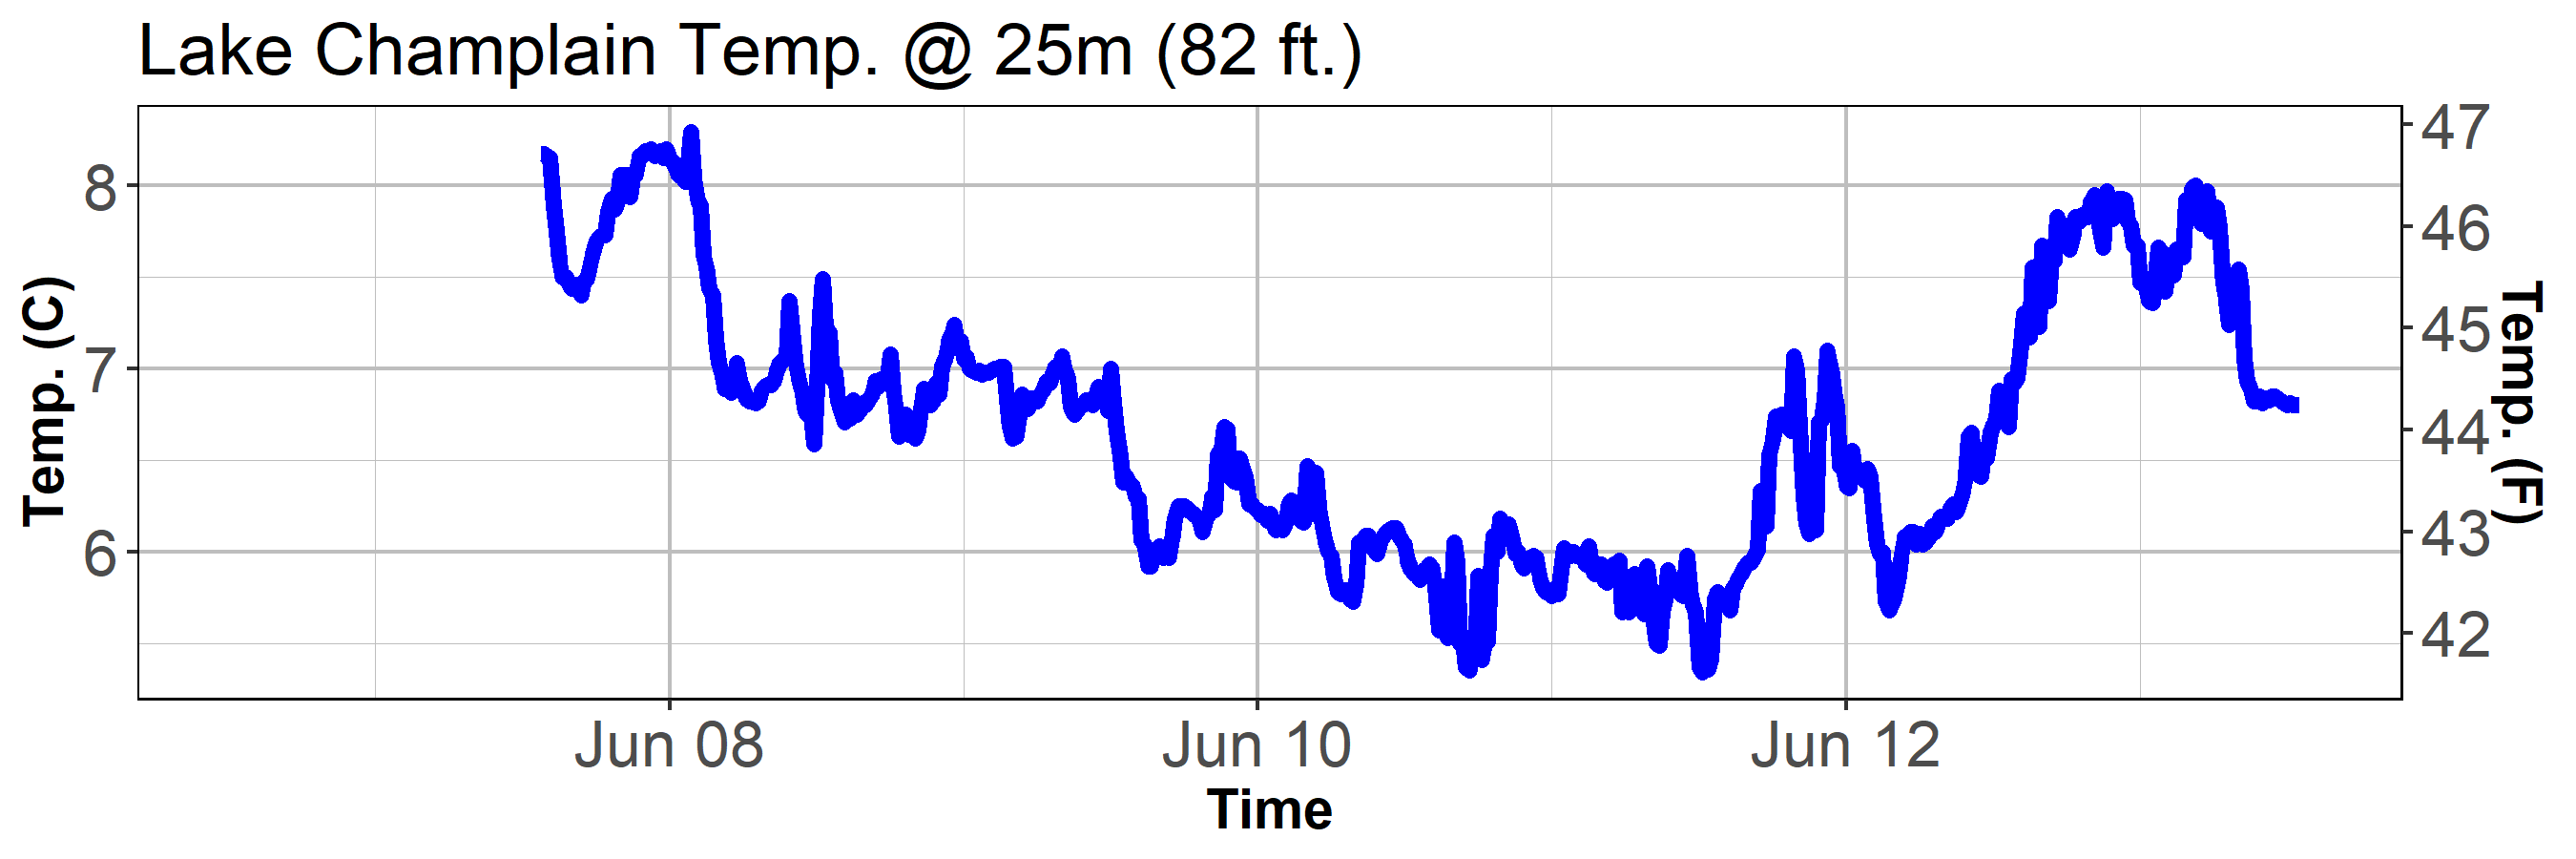 Lake Champlain Temp. @ 25m (82 ft.)
Temp. (C)
8
7
6
47
46
45
44
43
42
Temp. (F)
Jun 08 Jun 10 Jun 12
Time